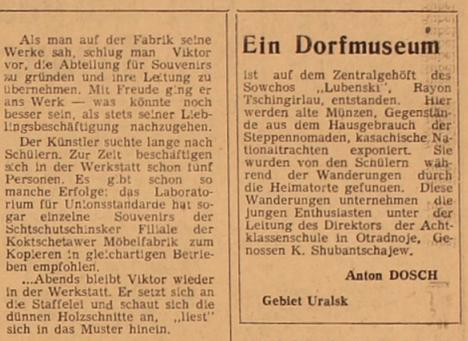 Als man auf der Fabrik seine
Werke sah, schlug man Viktor
vor, die Abteilung für Souvenirs
zu gründen und ihre Leitung zu
übernehmen. Mit Freude ging er
ans Werk — was könnte noch
besser sein, als stets seiner Lieb-
lingsbeschäftigung nachzugehen.
Der Künstler suchte lange nach
Schülern. Zur Zeit beschäftigen
sich in der Werkstatt schon fünf
Personen. Es gibt schon so
manche Erfolge: das Laborato-
rium für Unionsstandarde hat so-
gar einzelne Souvenirs der
Schtschutschinsker Filiale der
Koktschetawer Möbelfabrik zum
Kopieren in gleichartigen Betrie-
ben empfohlen.
...Abends bleibt Viktor wieder
in der Werkstatt. Er setzt sich an
die Staffelei und schaut sich die
dünnen Holzschnitte an, „liest"
sich in das Muster hinein.
Ein Dorfmuseum
ist auf dem Zentralgehöft des
Sowchos „Lubenski", Rayon
Tschingirlau, entstanden. Hier
werden alte Münzen, Gegenstän-
de aus dem Hausgebrauch der
Steppennomaden, kasachische Na-
tionaltrachten exponiert. Sie
wurden von den Schülern wäh-
rend der Wanderungen durch
die Heimatorte gefunden. Diese
Wanderungen unternehmen die
jungen Enthusiasten unter der
Leitung des Direktors der Acht-
klassenschule in Otradnoje, Ge-
nossen K. Shubantschajew.
Anton DOSCH
Gebiet Uralsk